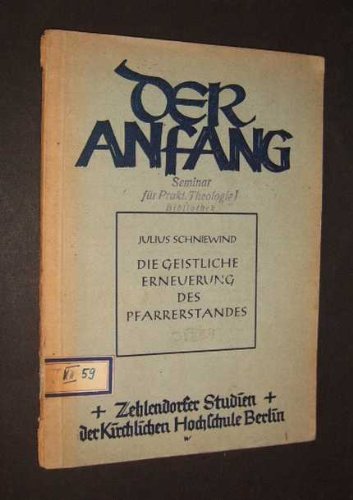 DER
ANFANG
Seminar
für Prakt. Theologie I
Bibliothek
JULIUS SCHNIEWIND
DIE GEISTLICHE
ERNEUERUNG
DES
PFARRERSTANDES
59
+ Zehlendorfer Studien +
der Kirchlichen Hochschule Berlin